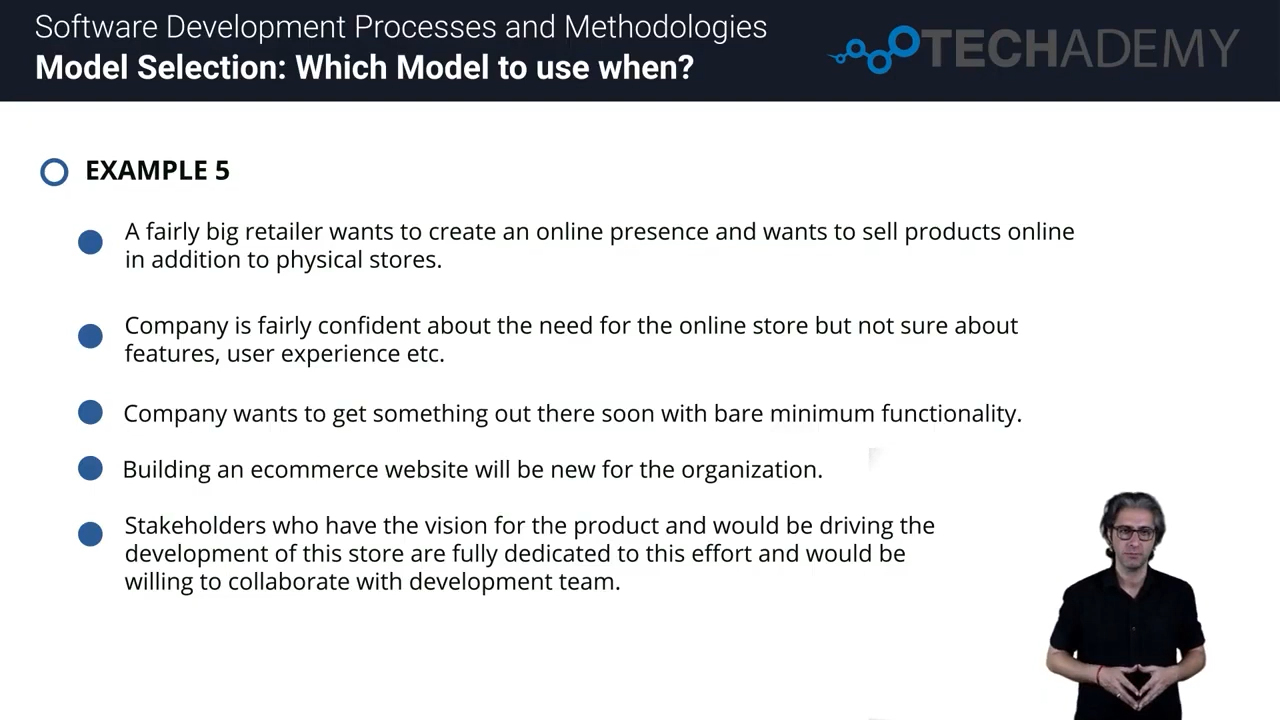 Software Development Processes and Methodologies
Model Selection: Which Model to use when?
TECHADEMY
EXAMPLE 5
A fairly big retailer wants to create an online presence and wants to sell products online
in addition to physical stores.
Company is fairly confident about the need for the online store but not sure about
features, user experience etc.
Company wants to get something out there soon with bare minimum functionality.
Building an ecommerce website will be new for the organization.
Stakeholders who have the vision for the product and would be driving the
development of this store are fully dedicated to this effort and would be
willing to collaborate with development team.